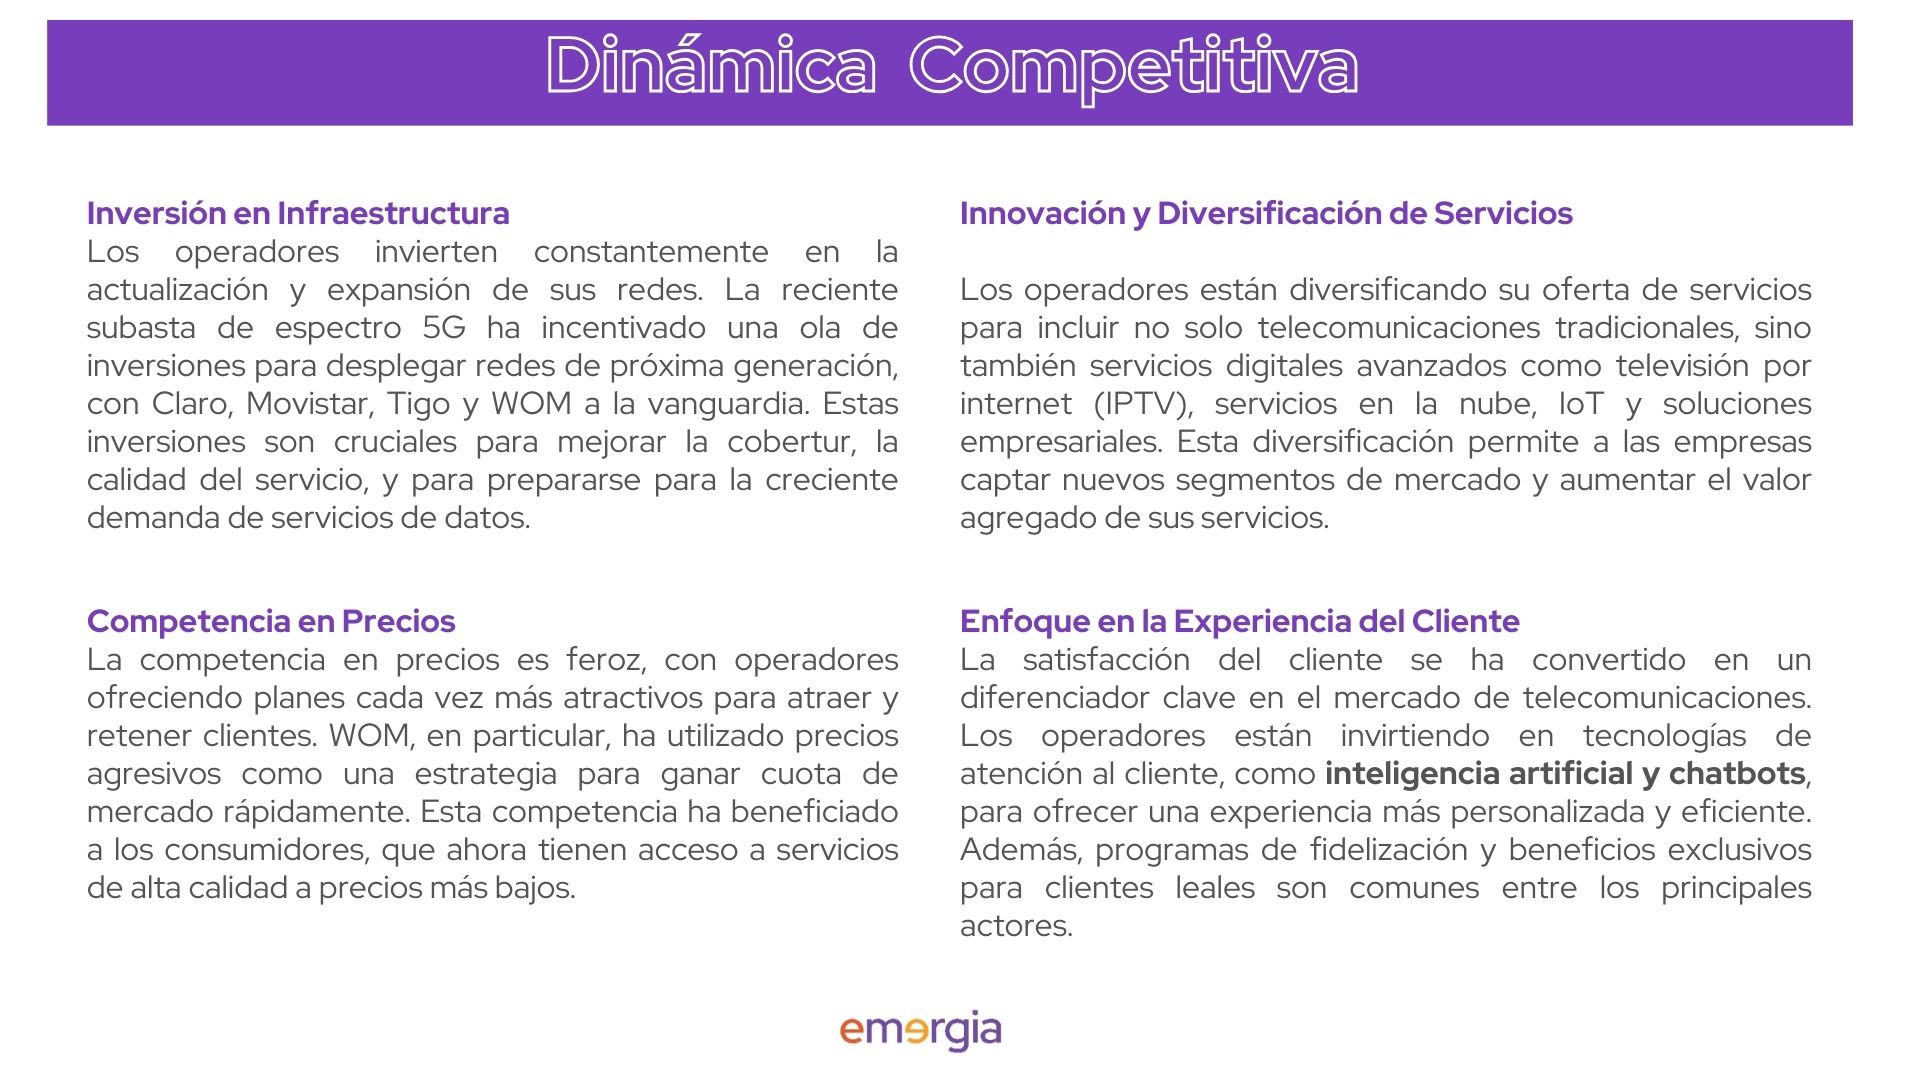 Dinámica Competitiva
Inversión en Infraestructura
Los operadores invierten constantemente en la
actualización y expansión de sus redes. La reciente
subasta de espectro 5G ha incentivado una ola de
inversiones para desplegar redes de próxima generación,
con Claro, Movistar, Tigo y WOM a la vanguardia. Estas
inversiones son cruciales para mejorar la cobertur, la
calidad del servicio, y para prepararse para la creciente
demanda de servicios de datos.
Competencia en Precios
La competencia en precios es feroz, con operadores
ofreciendo planes cada vez más atractivos para atraer y
retener clientes. WOM, en particular, ha utilizado precios
agresivos como una estrategia para ganar cuota de
mercado rápidamente. Esta competencia ha beneficiado
a los consumidores, que ahora tienen acceso a servicios
de alta calidad a precios más bajos.
Innovación y Diversificación de Servicios
Los operadores están diversificando su oferta de servicios
para incluir no solo telecomunicaciones tradicionales, sino
también servicios digitales avanzados como televisión por
internet (IPTV), servicios en la nube, IoT y soluciones
empresariales. Esta diversificación permite a las empresas
captar nuevos segmentos de mercado y aumentar el valor
agregado de sus servicios.
Enfoque en la Experiencia del Cliente
La satisfacción del cliente se ha convertido en un
diferenciador clave en el mercado de telecomunicaciones.
Los operadores están invirtiendo en tecnologías de
atención al cliente, como inteligencia artificial y chatbots,
para ofrecer una experiencia más personalizada y eficiente.
Además, programas de fidelización y beneficios exclusivos
para clientes leales son comunes entre los principales
actores.
emergia